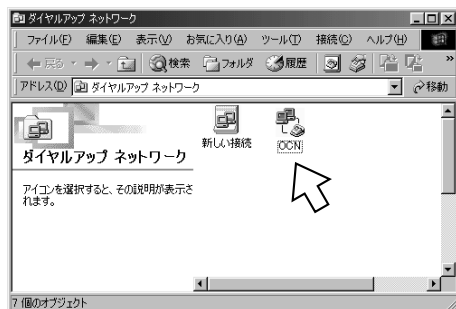 ダイヤルアップ ネットワーク
ファイル(F) 編集(E) 表示(V) お気に入り(A) ツール(T) 接続(C) ヘルプ(H)
戻る 検索 フォルダ 履歴 »
アドレス(D) ダイヤルアップ ネットワーク 移動
新しい接続 OCN
ダイヤルアップ ネットワーク
アイコンを選択すると、その説明が表示さ
れます。
7 個のオブジェクト